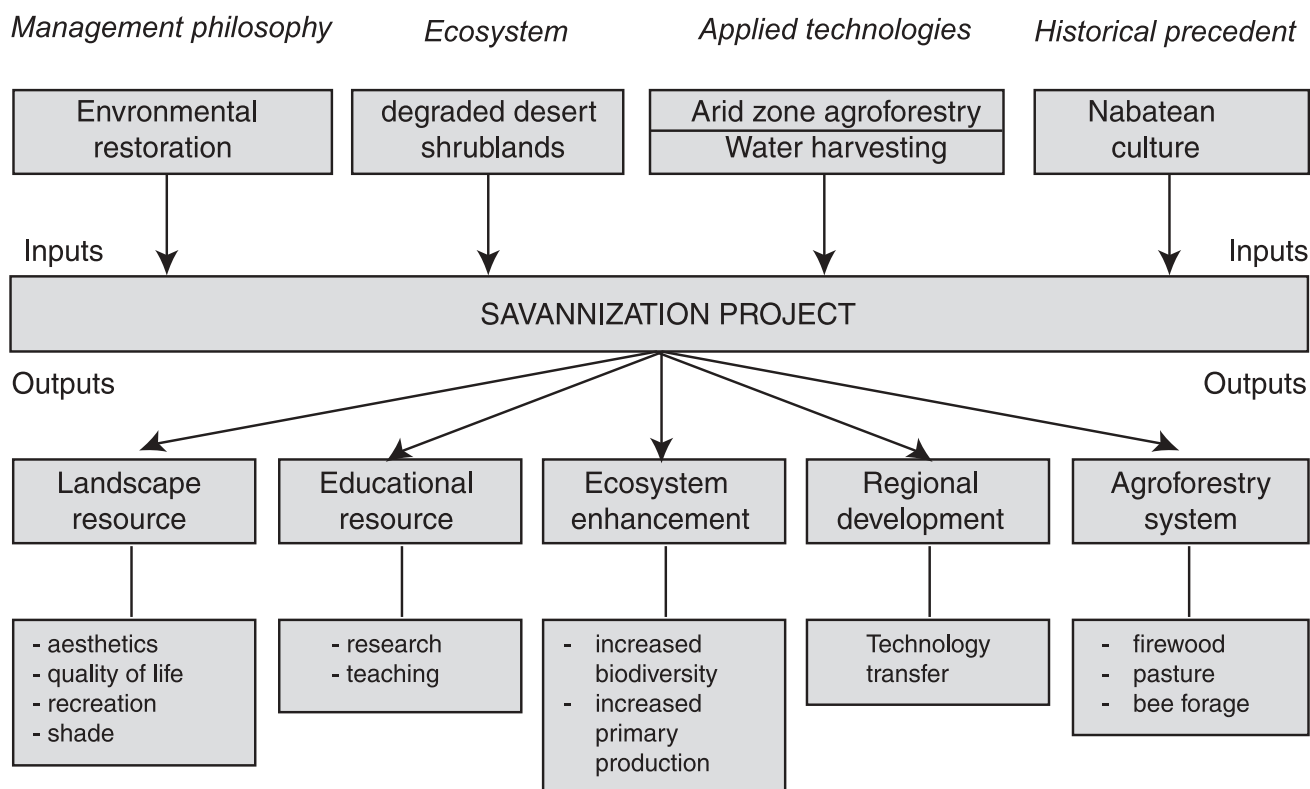 Management philosophy
Ecosystem
Applied technologies
Historical precedent
Envronmental
restoration
degraded desert
shrublands
Arid zone agroforestry
Water harvesting
Nabatean
culture
Inputs
Inputs
SAVANNIZATION PROJECT
Outputs
Outputs
Landscape
resource
Educational
resource
Ecosystem
enhancement
Regional
development
Agroforestry
system
- aesthetics
- quality of life
- recreation
- shade
- research
- teaching
- increased
biodiversity
- increased
primary
production
Technology
transfer
- firewood
- pasture
- bee forage